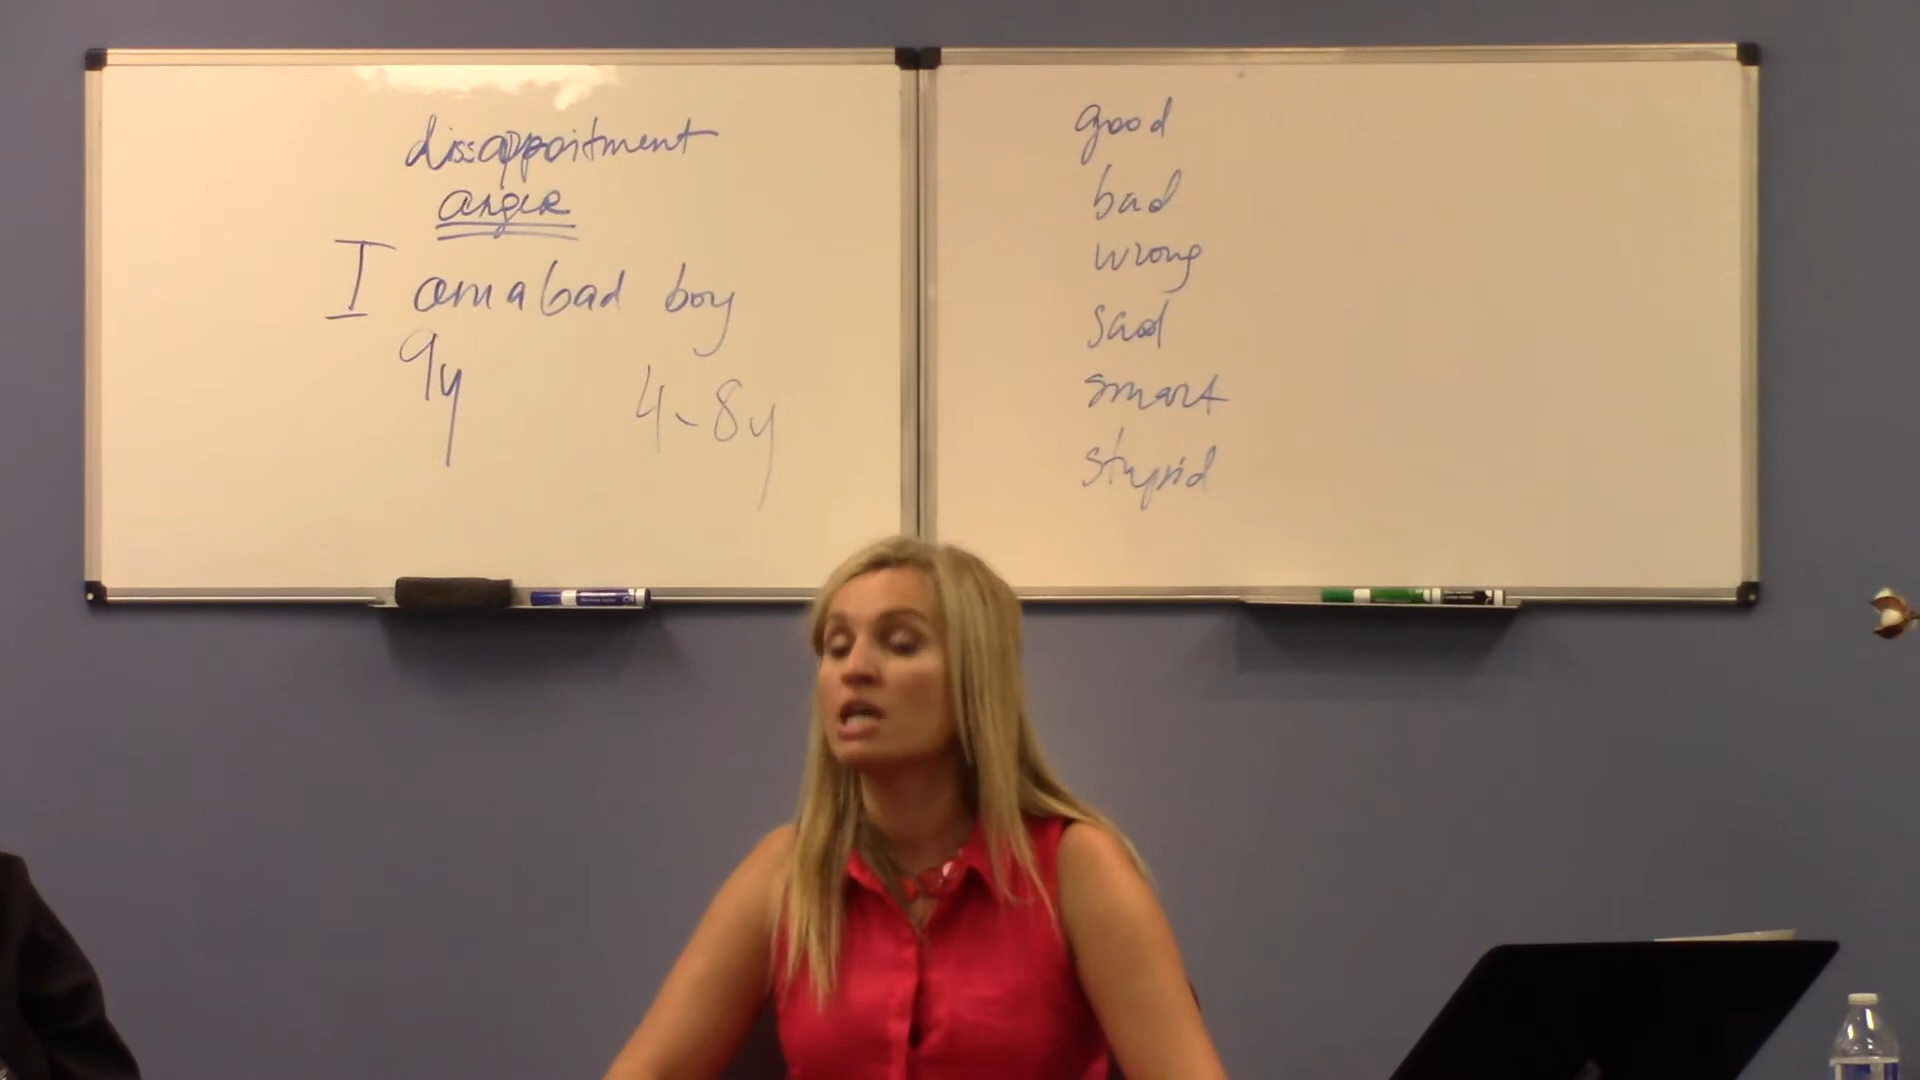 dissappoitment
anger
I am a bad boy
9y
4-8y
good
bad
wrong
sad
smart
stupid